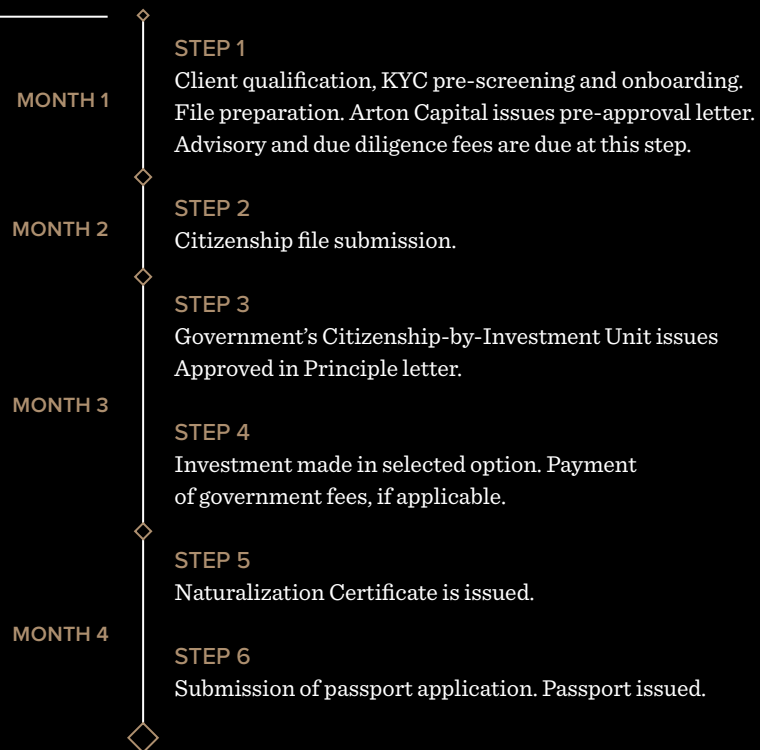 MONTH 1
STEP 1
Client qualification, KYC pre-screening and onboarding.
File preparation. Arton Capital issues pre-approval letter.
Advisory and due diligence fees are due at this step.
MONTH 2
STEP 2
Citizenship file submission.
MONTH 3
STEP 3
Government’s Citizenship-by-Investment Unit issues
Approved in Principle letter.
STEP 4
Investment made in selected option. Payment
of government fees, if applicable.
MONTH 4
STEP 5
Naturalization Certificate is issued.
STEP 6
Submission of passport application. Passport issued.